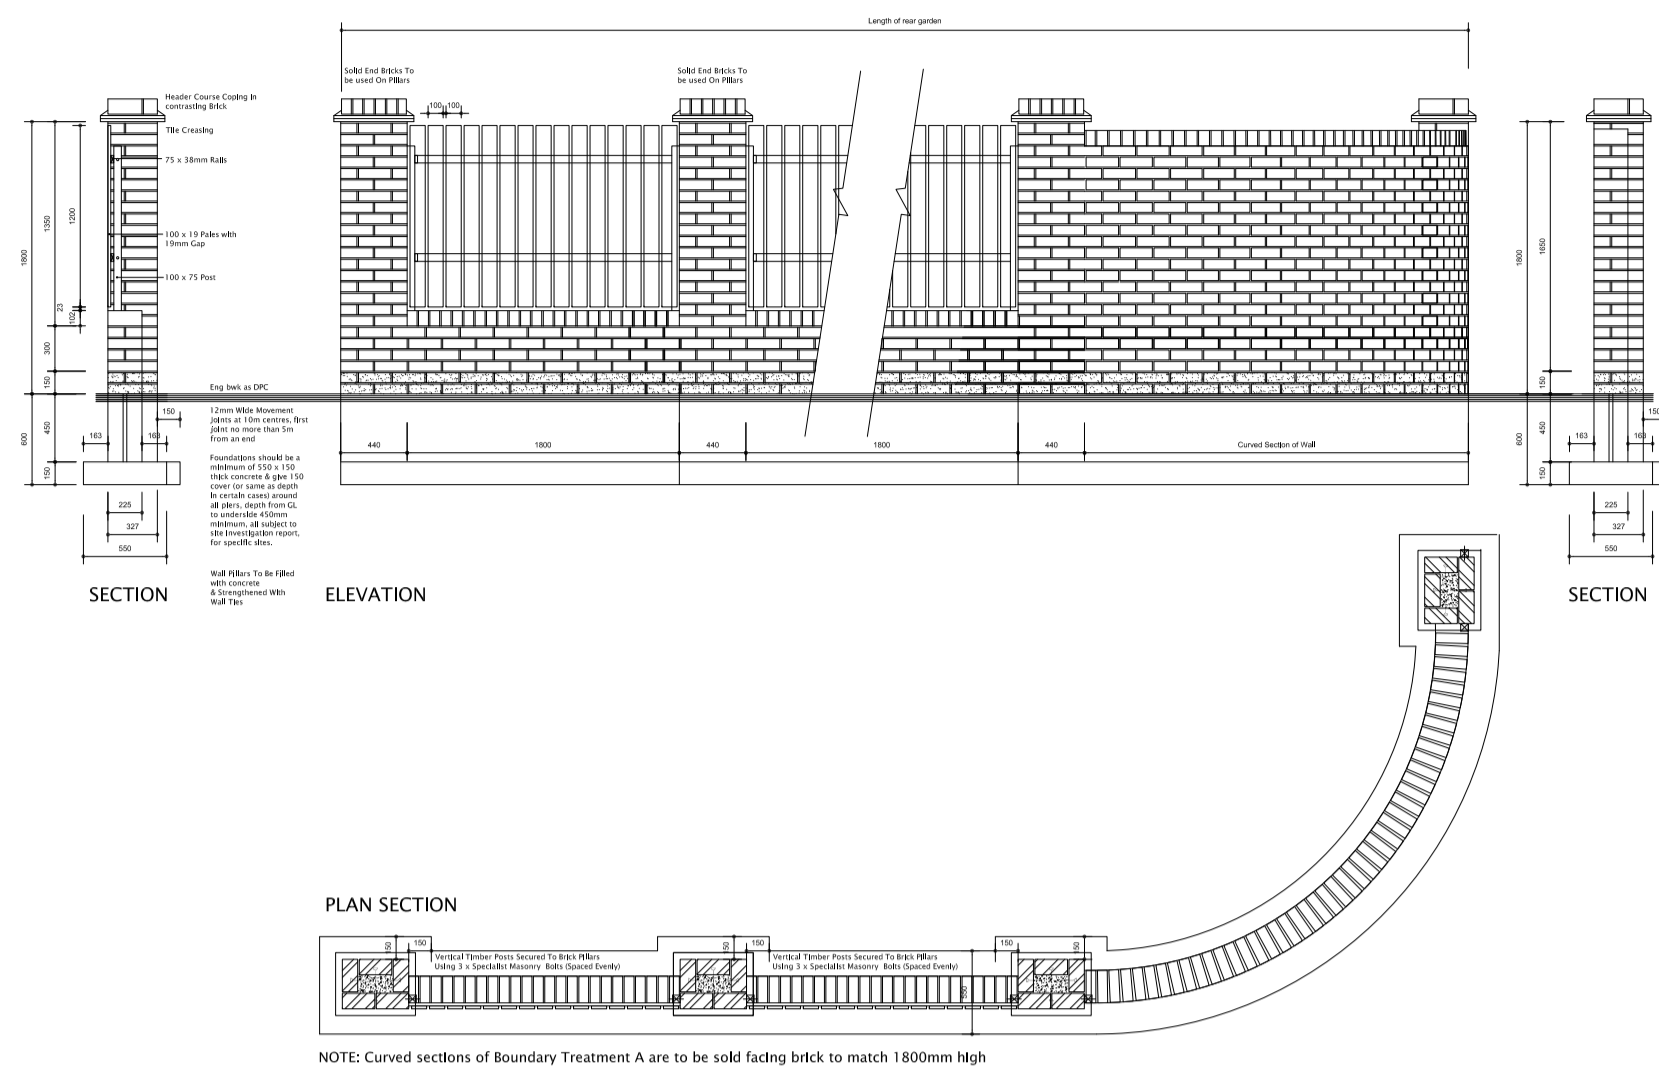 Length of rear garden
Solid End Bricks To
be used On Pillars
Solid End Bricks To
be used On Pillars
Header Course Coping in
contrasting Brick
Tile Creasing
75 x 38mm Rails
100 x 19 Pales with
19mm Gap
100 x 75 Post
100
100
1800
1350
1200
23
102
300
150
600
450
150
163
163
150
225
327
550
Eng bwk as DPC
12mm Wide Movement
joints at 10m centres, first
joint no more than 5m
from an end
Foundations should be a
minimum of 550 x 150
thick concrete & give 150
cover (or same as depth
in certain cases) around
all piers, depth from GL
to underside 450mm
minimum, all subject to
site investigation report,
for specific sites.
Wall Pillars To Be Filled
with concrete
& Strengthened With
Wall Ties
440
1800
440
1800
440
Curved Section of Wall
1800
1650
150
600
450
150
163
163
150
225
327
550
SECTION
ELEVATION
SECTION
PLAN SECTION
150
150
Vertical Timber Posts Secured To Brick Pillars
Using 3 x Specialist Masonry Bolts (Spaced Evenly)
150
150
Vertical Timber Posts Secured To Brick Pillars
Using 3 x Specialist Masonry Bolts (Spaced Evenly)
150
150
550
NOTE: Curved sections of Boundary Treatment A are to be sold facing brick to match 1800mm high